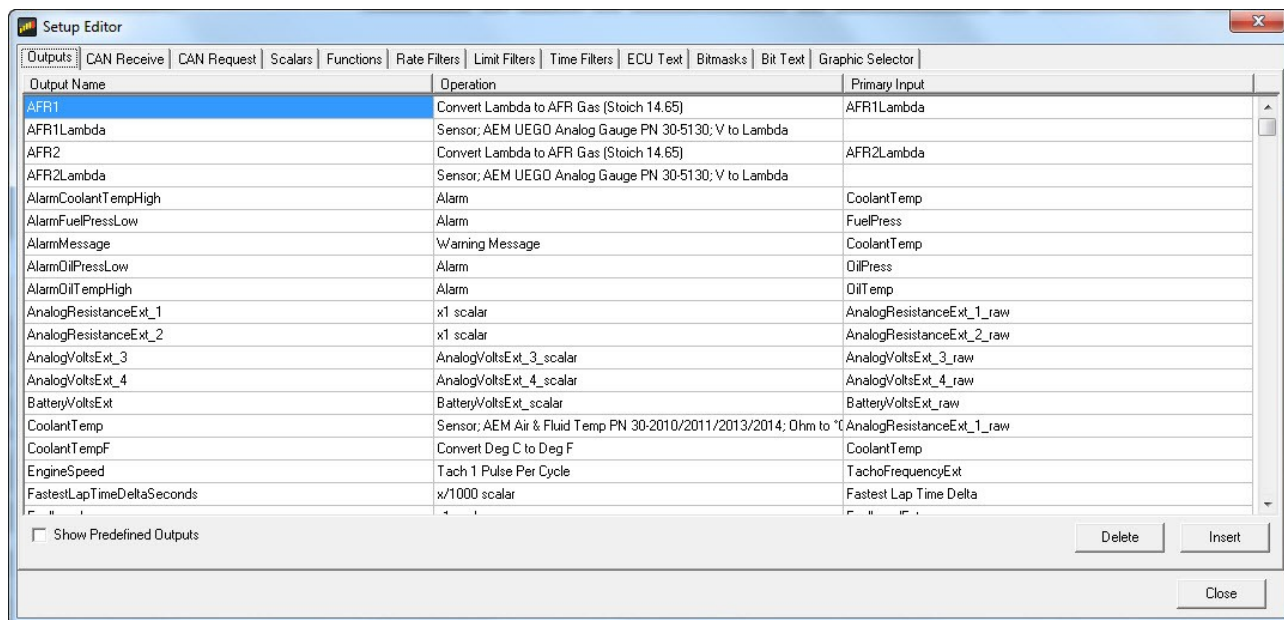 Setup Editor
Outputs CAN Receive CAN Request Scalars Functions Rate Filters Limit Filters Time Filters ECU Text Bitmasks Bit Text Graphic Selector
Output Name Operation Primary Input
AFR1 Convert Lambda to AFR Gas (Stoich 14.65) AFR1Lambda
AFR1Lambda Sensor; AEM UEGO Analog Gauge PN 30-5130; V to Lambda
AFR2 Convert Lambda to AFR Gas (Stoich 14.65) AFR2Lambda
AFR2Lambda Sensor; AEM UEGO Analog Gauge PN 30-5130; V to Lambda
AlarmCoolantTempHigh Alarm CoolantTemp
AlarmFuelPressLow Alarm FuelPress
AlarmMessage Warning Message CoolantTemp
AlarmOilPressLow Alarm OilPress
AlarmOilTempHigh Alarm OilTemp
AnalogResistanceExt_1 x1 scalar AnalogResistanceExt_1_raw
AnalogResistanceExt_2 x1 scalar AnalogResistanceExt_2_raw
AnalogVoltsExt_3 AnalogVoltsExt_3_scalar AnalogVoltsExt_3_raw
AnalogVoltsExt_4 AnalogVoltsExt_4_scalar AnalogVoltsExt_4_raw
BatteryVoltsExt BatteryVoltsExt_scalar BatteryVoltsExt_raw
CoolantTemp Sensor; AEM Air & Fluid Temp PN 30-2010/2011/2013/2014; Ohm to AnalogResistanceExt_1_raw
CoolantTempF Convert Deg C to Deg F CoolantTemp
EngineSpeed Tach 1 Pulse Per Cycle TachoFrequencyExt
FastestLapTimeDeltaSeconds x/1000 scalar Fastest Lap Time Delta
Show Predefined Outputs Delete Insert
Close